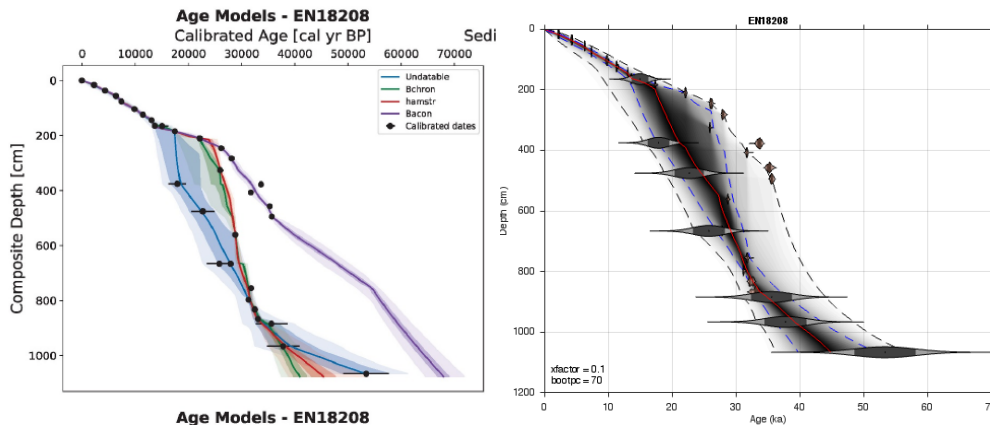 Age Models - EN18208
Calibrated Age [cal yr BP] Sedi
0 10000 20000 30000 40000 50000 60000 70000
Composite Depth [cm]
0
200
400
600
800
1000
Undatable
Bchron
hamstr
Bacon
Calibrated dates
Age Models - EN18208
EN18208
Depth (cm)
0
200
400
600
800
1000
1200
xfactor = 0.1
bootpc = 70
0 10 20 30 40 50 60 70
Age (ka)